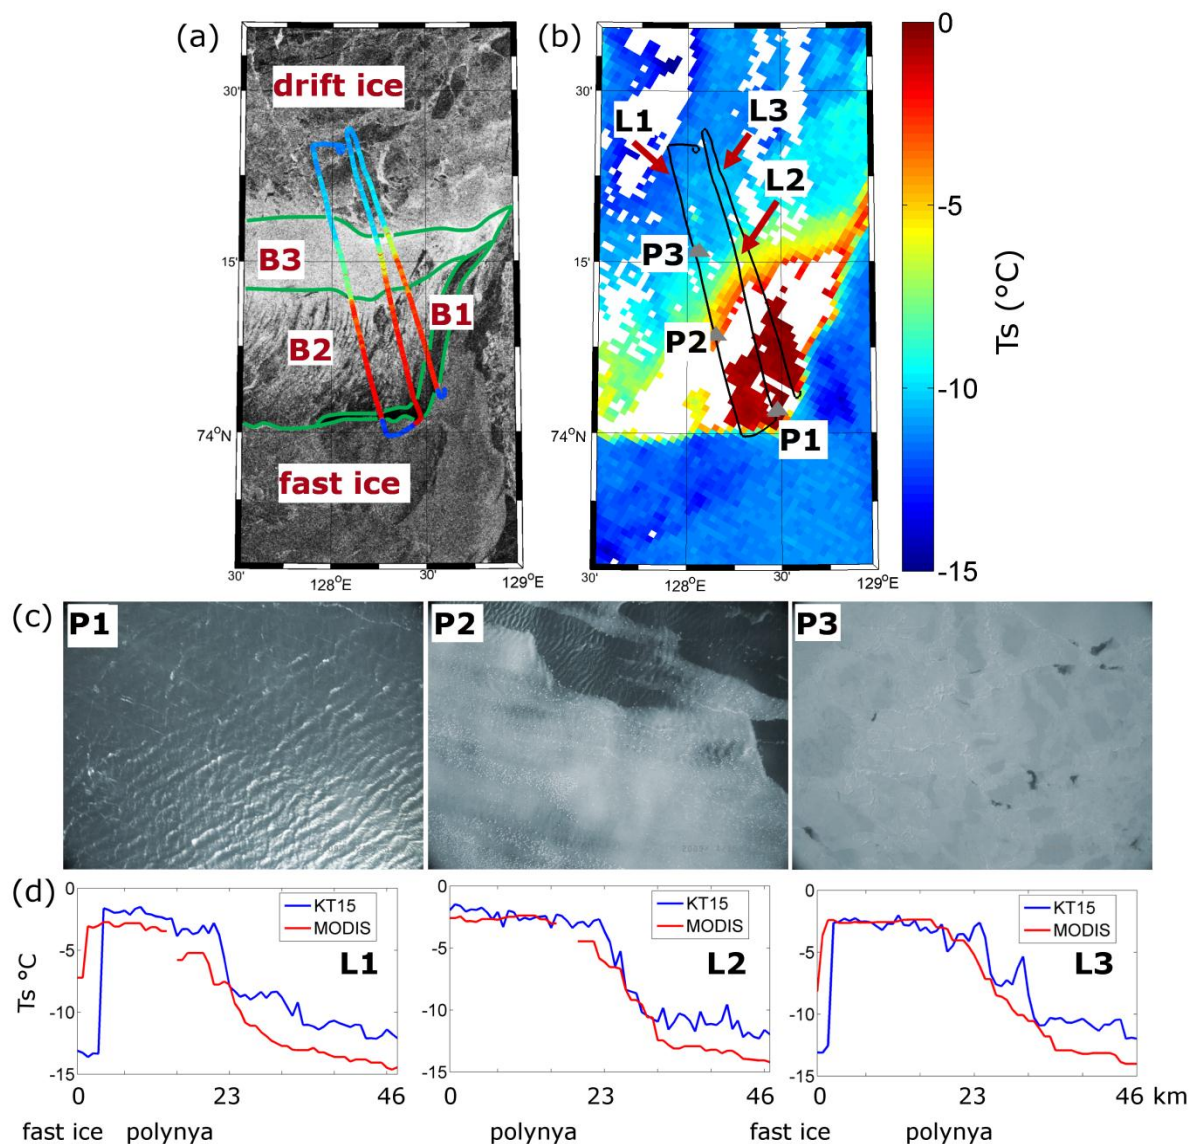 (a)
drift ice
B3
B1
B2
fast ice
30'
15'
74°N
30'
128°E
30'
129°E
(b)
L1
L3
L2
P3
P2
P1
30'
15'
74°N
30'
128°E
30'
129°E
0
-5
-10
-15
Ts (°C)
(c)
P1
P2
P3
(d)
Ts °C
0
-5
-10
-15
KT15
MODIS
L1
0 23 46
fast ice polynya
0
-5
-10
-15
KT15
MODIS
L2
0 23 46
polynya
0
-5
-10
-15
KT15
MODIS
L3
0 23 46 km
fast ice polynya